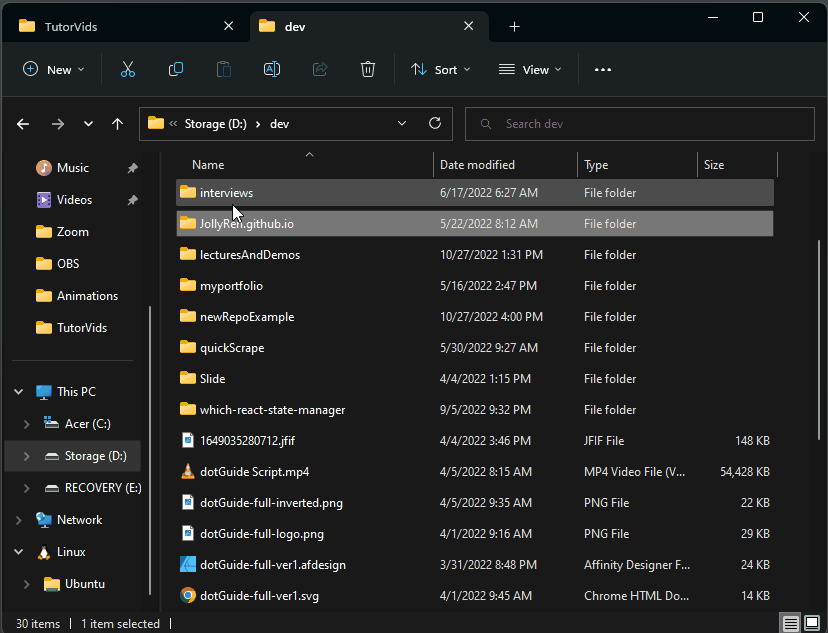 TutorVids
dev
New
Sort
View
Storage (D:)
dev
Search dev
Name
Date modified
Type
Size
Music
Videos
Zoom
OBS
Animations
TutorVids
This PC
Acer (C:)
Storage (D:)
RECOVERY (E:)
Network
Linux
Ubuntu
interviews 6/17/2022 6:27 AM File folder
JollyRen.github.io 5/22/2022 8:12 AM File folder
lecturesAndDemos 10/27/2022 1:31 PM File folder
myportfolio 5/16/2022 2:47 PM File folder
newRepoExample 10/27/2022 4:00 PM File folder
quickScrape 5/30/2022 9:27 AM File folder
Slide 4/4/2022 1:15 PM File folder
which-react-state-manager 9/5/2022 9:32 PM File folder
1649035280712.jfif 4/4/2022 3:46 PM JFIF File 148 KB
dotGuide Script.mp4 4/5/2022 8:15 AM MP4 Video File (V... 54,428 KB
dotGuide-full-inverted.png 4/5/2022 9:35 AM PNG File 22 KB
dotGuide-full-logo.png 4/1/2022 9:16 AM PNG File 29 KB
dotGuide-full-ver1.afdesign 3/31/2022 8:48 PM Affinity Designer F... 24 KB
dotGuide-full-ver1.svg 4/1/2022 9:45 AM Chrome HTML Do... 14 KB
30 items
1 item selected